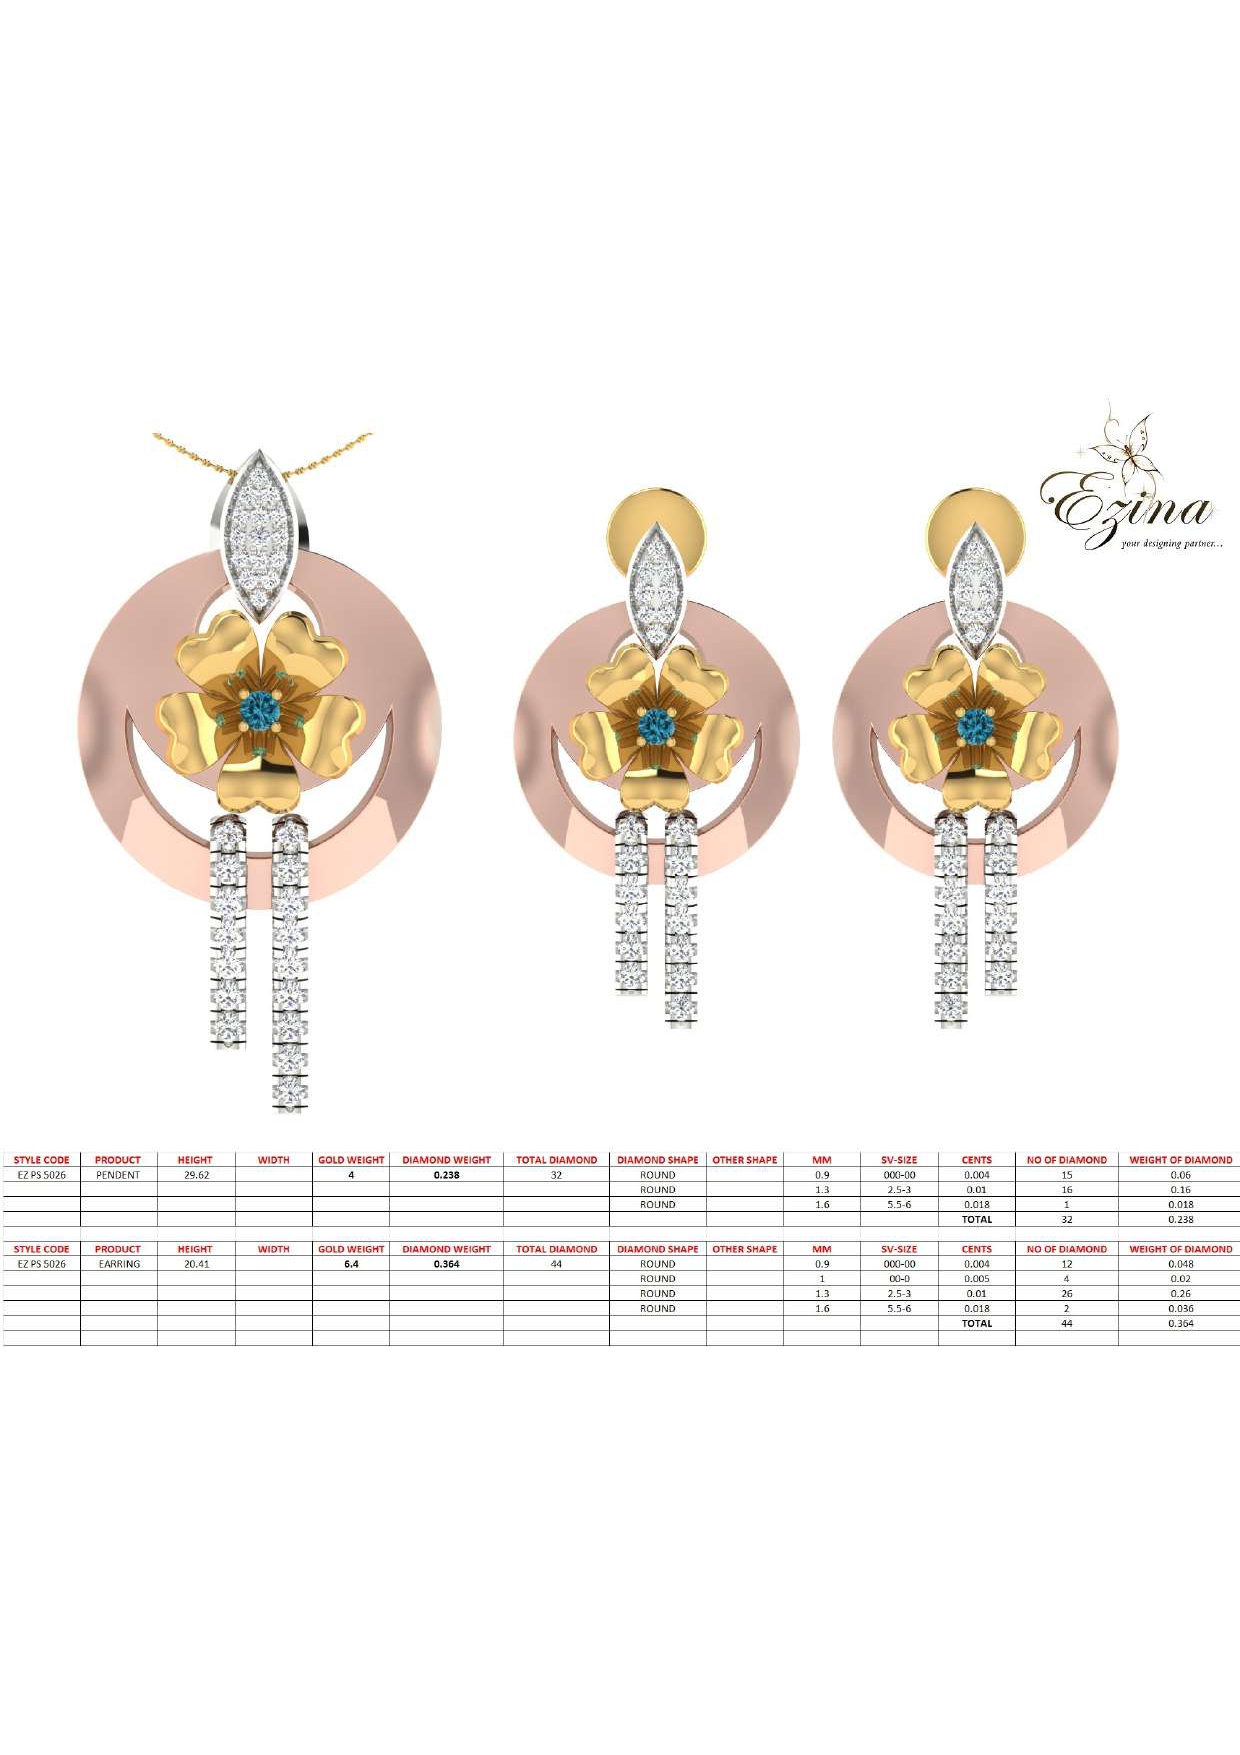 Ezina
your designing partner...
STYLE CODE PRODUCT HEIGHT WIDTH GOLD WEIGHT DIAMOND WEIGHT TOTAL DIAMOND DIAMOND SHAPE OTHER SHAPE MM SV-SIZE CENTS NO OF DIAMOND WEIGHT OF DIAMOND
EZ PS 5026 PENDENT 29.62 4 0.238 32 ROUND 0.9 000-00 0.004 15 0.06
ROUND 1.3 2.5-3 0.01 16 0.16
ROUND 1.6 5.5-6 0.018 1 0.018
TOTAL 32 0.238
STYLE CODE PRODUCT HEIGHT WIDTH GOLD WEIGHT DIAMOND WEIGHT TOTAL DIAMOND DIAMOND SHAPE OTHER SHAPE MM SV-SIZE CENTS NO OF DIAMOND WEIGHT OF DIAMOND
EZ PS 5026 EARRING 20.41 6.4 0.364 44 ROUND 0.9 000-00 0.004 12 0.048
ROUND 1 00-0 0.005 4 0.02
ROUND 1.3 2.5-3 0.01 26 0.26
ROUND 1.6 5.5-6 0.018 2 0.036
TOTAL 44 0.364